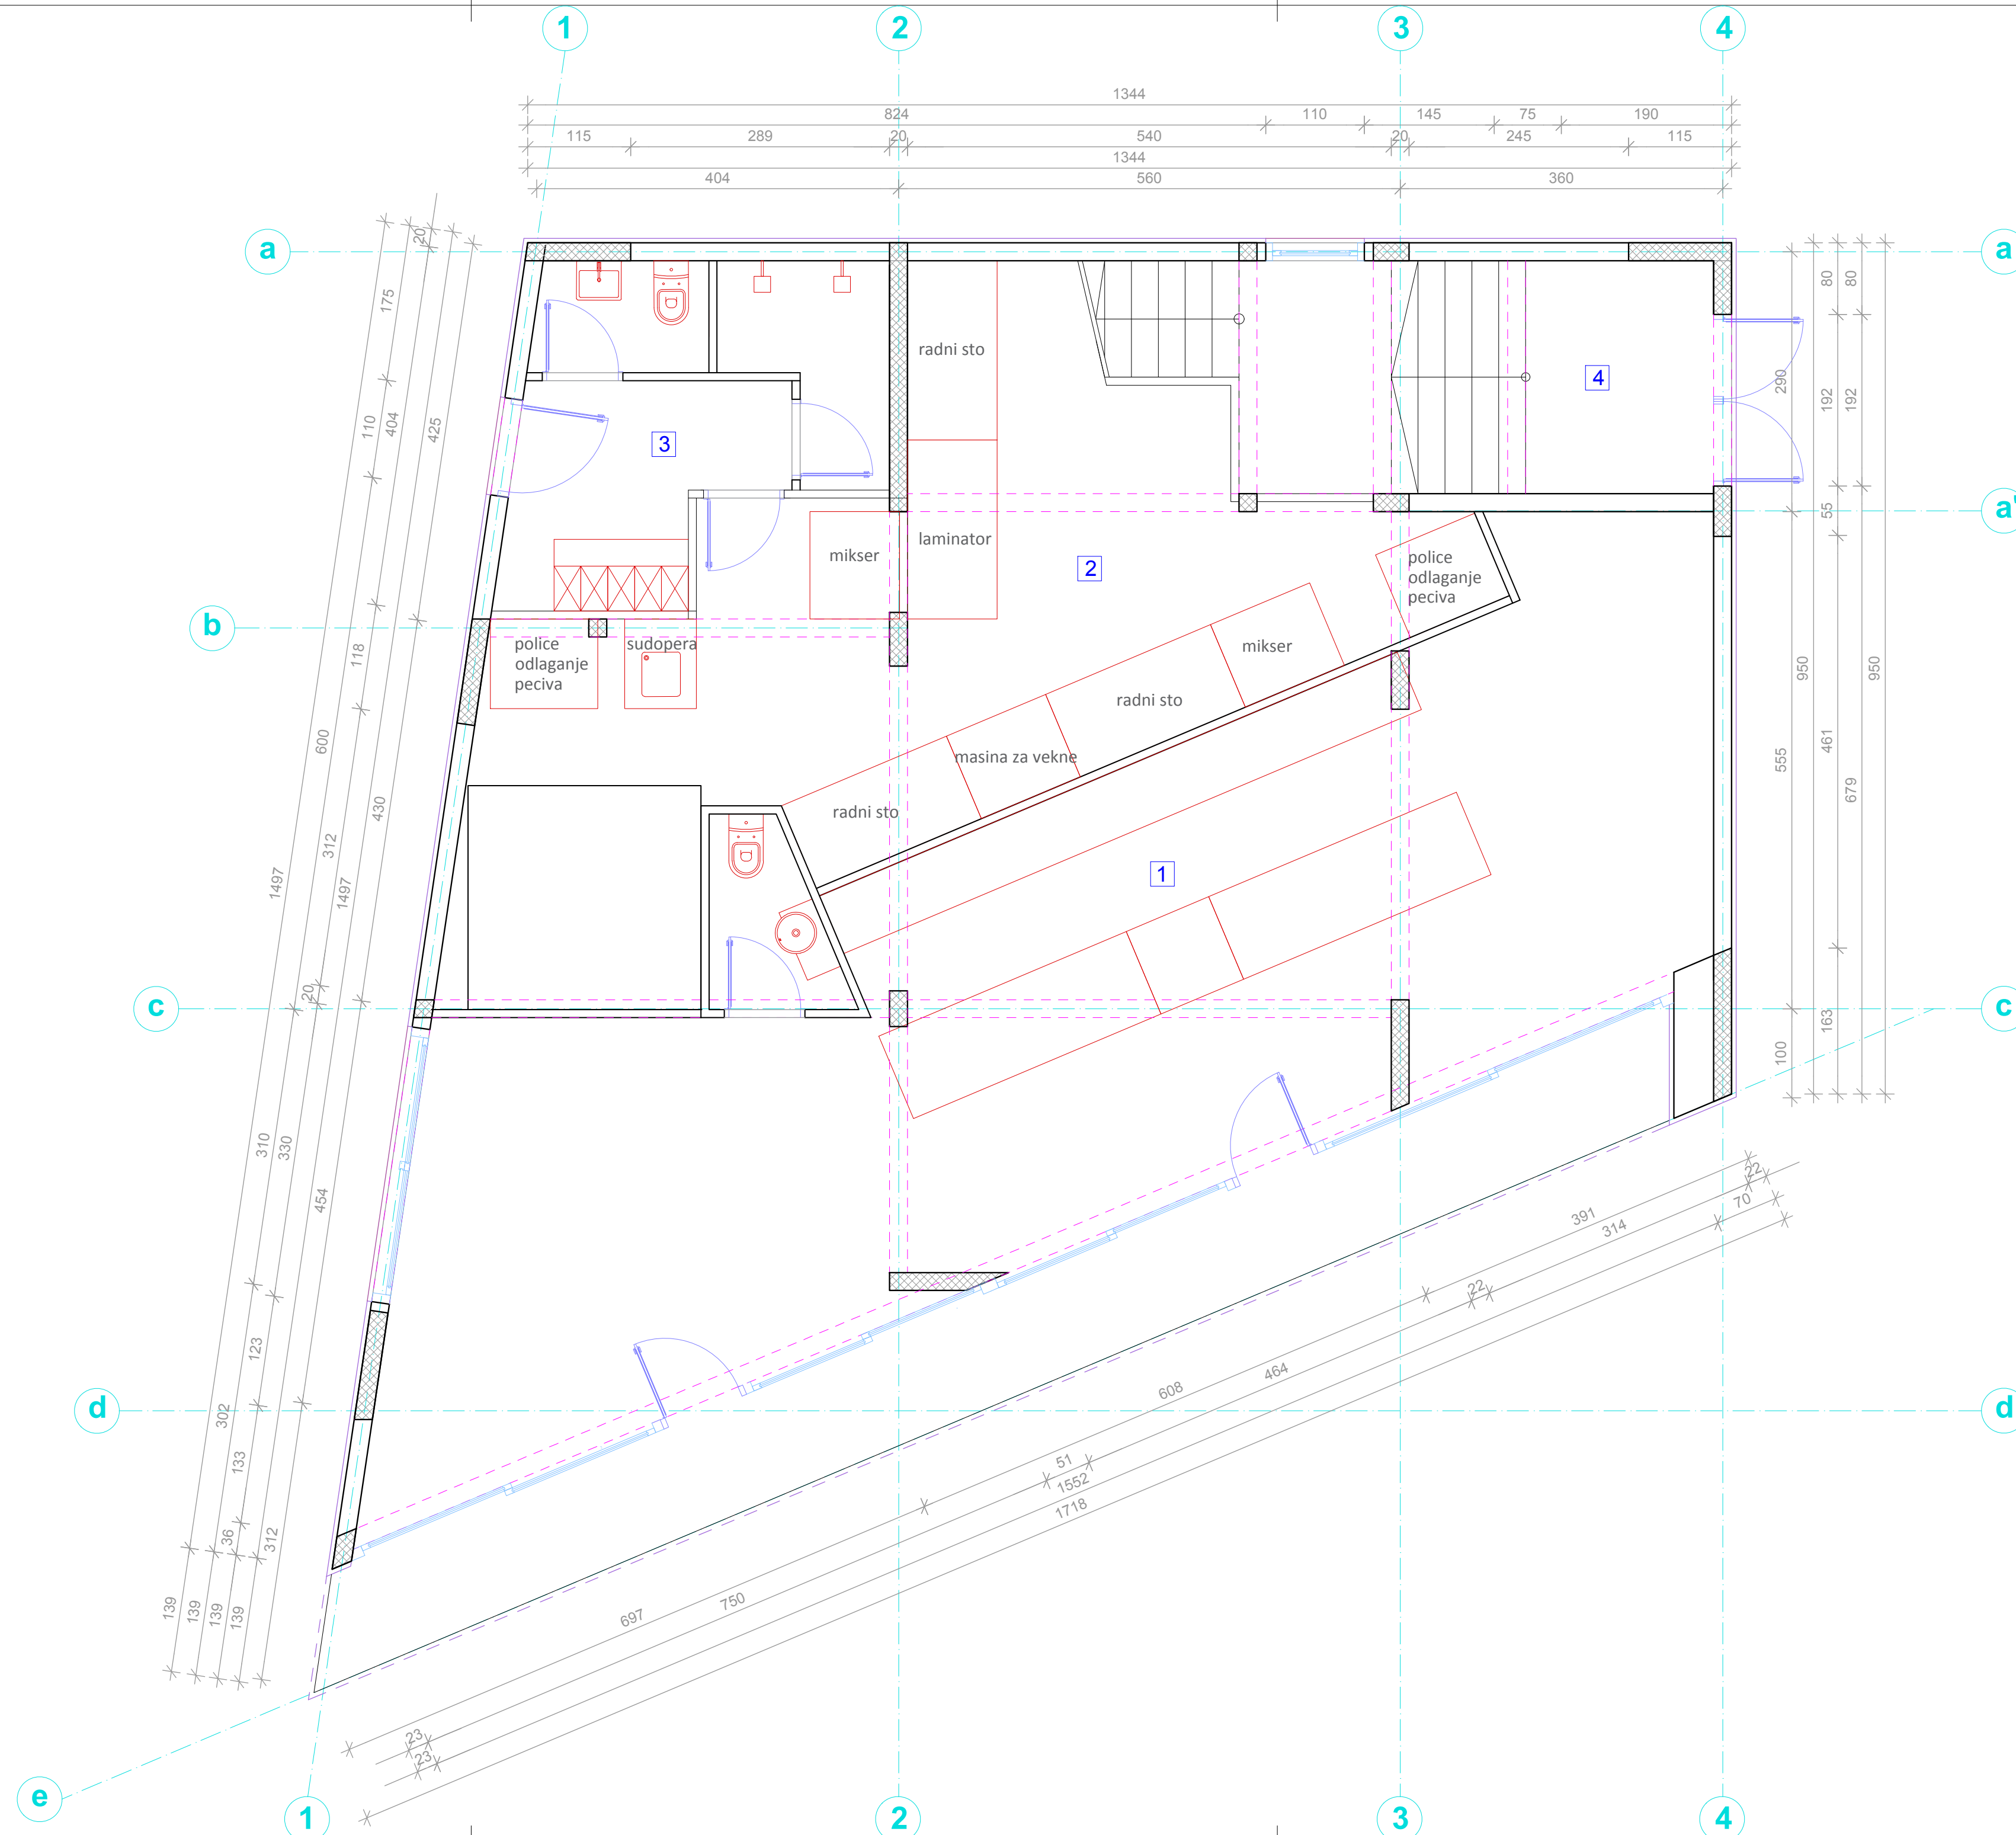 1 2 3 4
1344
824 110 145 75 190
115 289 20 540 20 245 115
1344
404 560 360
a a
20
175
110 404 425
80 80
290 192 192
radni sto
4
3
a'
55
mikser laminator 2
police
odlaganje
peciva
b
118
police
odlaganje
peciva
sudopera
mikser
radni sto
masina za vekne
radni sto
600 312 430
1497 1497
950 950
555 461 679
1
c c
20
163
100
310 330 454
391 22
314 70
22
608 464
d d
302 123 133
36 312
51
1552
1718
139 139 139 139
697 750
23
23
e 1 2 3 4